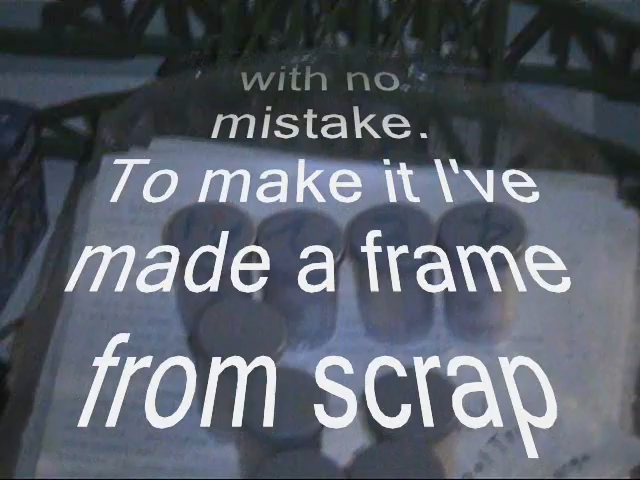 with no
mistake.
To make it I've
made a frame
from scrap